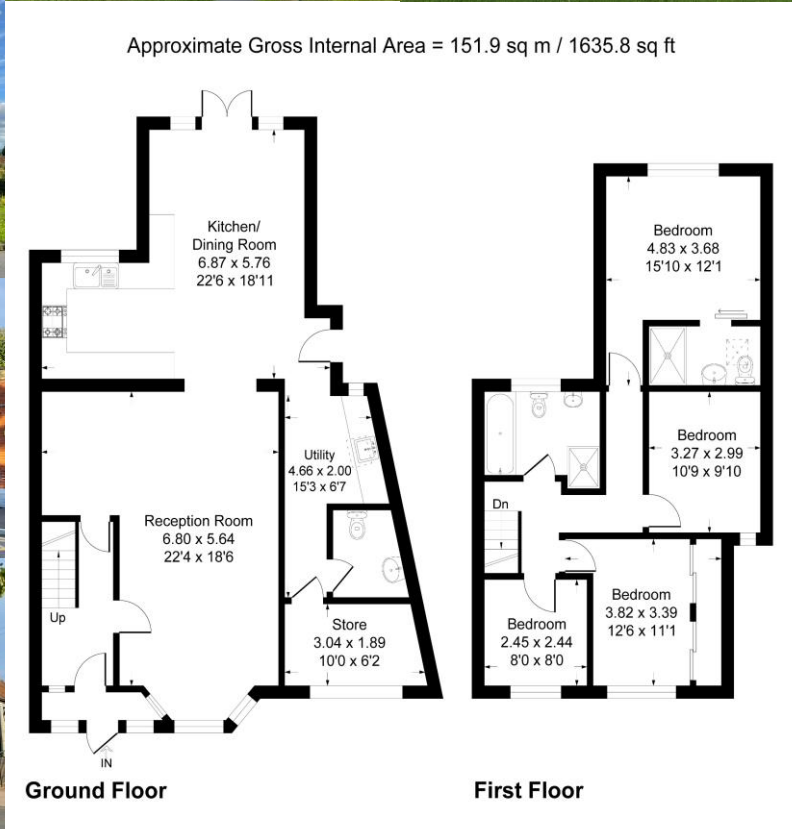 Approximate Gross Internal Area = 151.9 sq m / 1635.8 sq ft
Kitchen/
Dining Room
6.87 x 5.76
22'6 x 18'11
Utility
4.66 x 2.00
15'3 x 6'7
Reception Room
6.80 x 5.64
22'4 x 18'6
Up
Store
3.04 x 1.89
10'0 x 6'2
IN
Ground Floor
Bedroom
4.83 x 3.68
15'10 x 12'1
Bedroom
3.27 x 2.99
10'9 x 9'10
Dn
Bedroom
3.82 x 3.39
12'6 x 11'1
Bedroom
2.45 x 2.44
8'0 x 8'0
First Floor